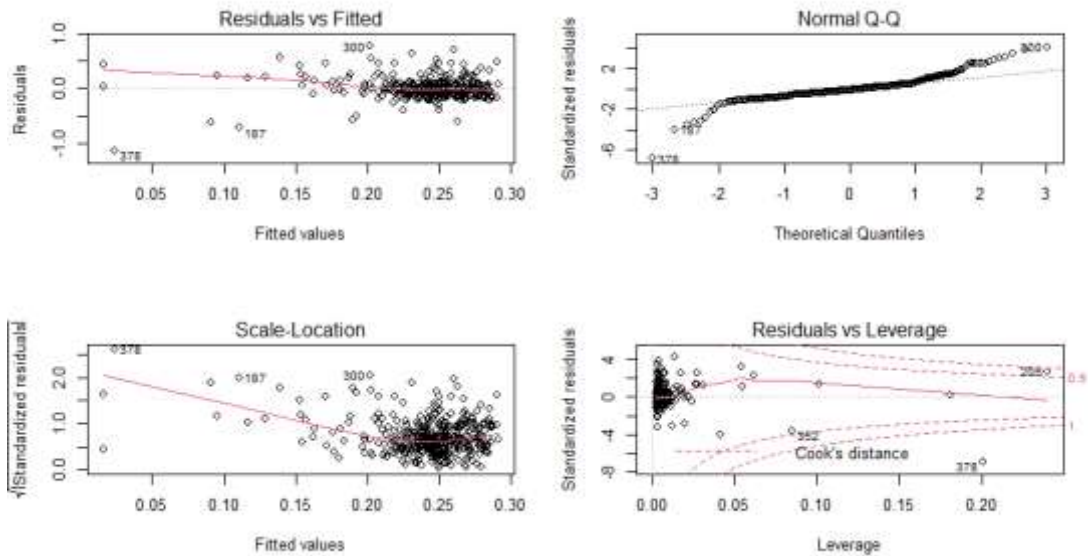 Residuals vs Fitted
Residuals
1.0
0.0
-1.0
300
187
378
0.05 0.10 0.15 0.20 0.25 0.30
Fitted values
Normal Q-Q
Standardized residuals
2
-2
-6
187
378
-3 -2 -1 0 1 2 3
Theoretical Quantiles
Scale-Location
√|Standardized residuals|
2.0
1.0
0.0
378
187
300
0.05 0.10 0.15 0.20 0.25 0.30
Fitted values
Residuals vs Leverage
Standardized residuals
4
0
-4
-8
0.5
1
352
Cook's distance
378
0.00 0.05 0.10 0.15 0.20
Leverage